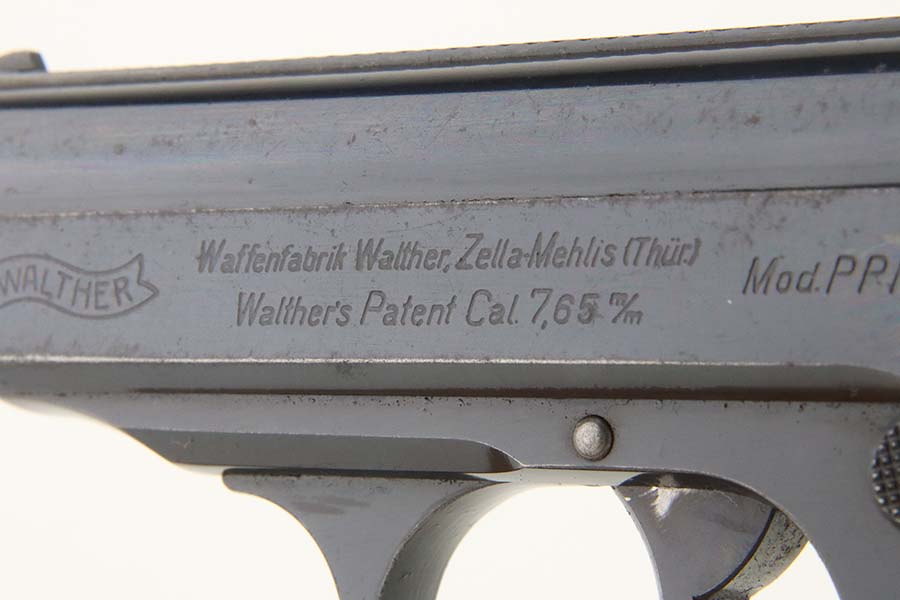 WALTHER
Waffenfabrik Walther, Zella-Mehlis (Thür.)
Walther's Patent Cal. 7,65 m/m
Mod. PP